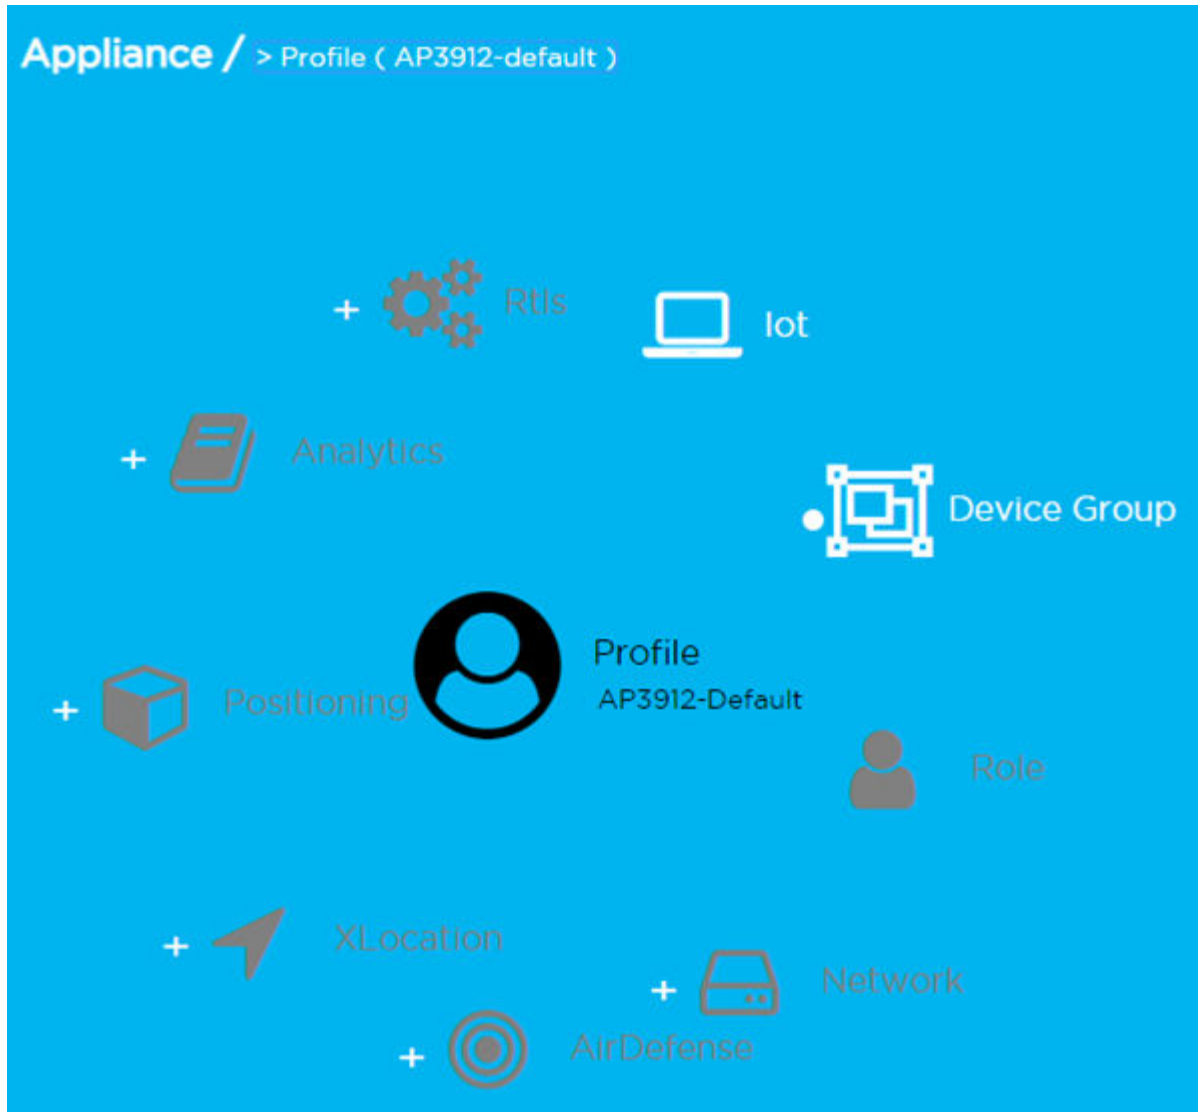 Appliance / > Profile ( AP3912-default )
+ Rtls
Iot
+ Analytics
Device Group
Profile
AP3912-Default
+ Positioning
Role
+ XLocation
+ Network
+ AirDefense